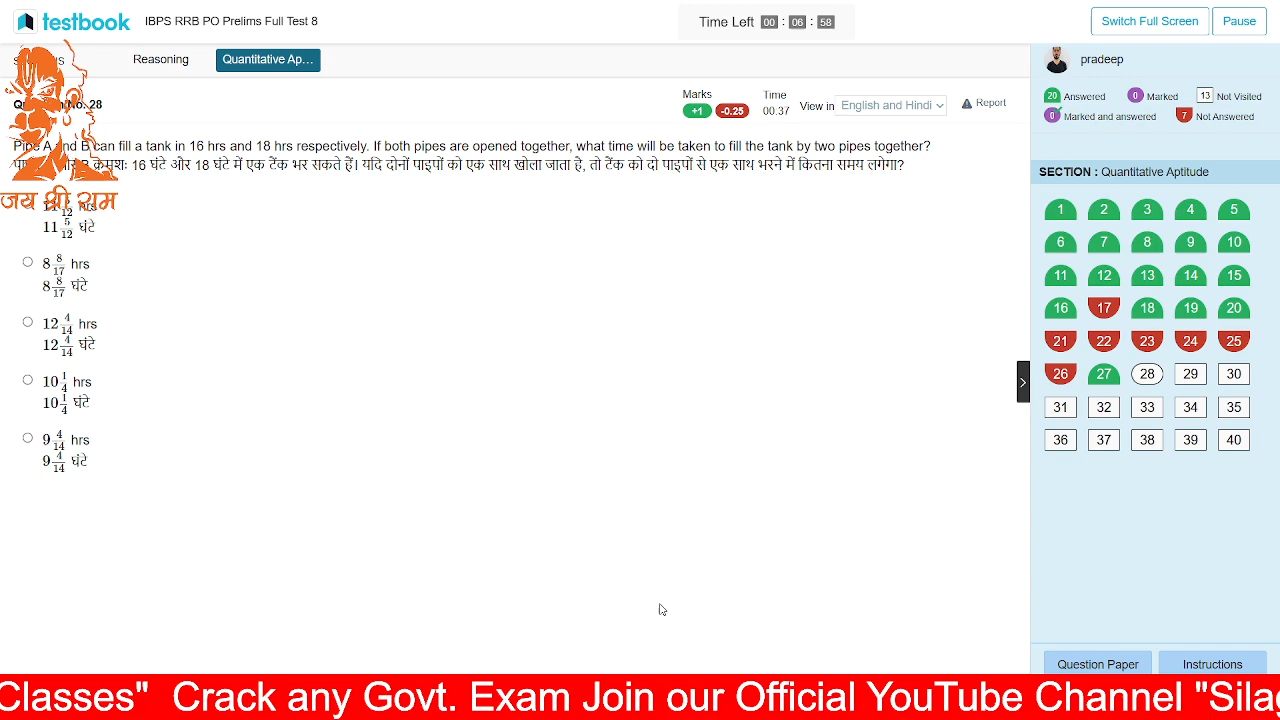 testbook IBPS RRB PO Prelims Full Test 8 Time Left 00 : 06 : 58 Switch Full Screen Pause
Reasoning Quantitative Ap... pradeep
No. 28 Marks +1 -0.25 Time 00:37 View in English and Hindi Report
20 Answered 0 Marked 13 Not Visited
0 Marked and answered 7 Not Answered
Pipe A and B can fill a tank in 16 hrs and 18 hrs respectively. If both pipes are opened together, what time will be taken to fill the tank by two pipes together?
B क्रमश: 16 घंटे ओर 18 घंटे में एक टैंक भर सकते हैं। यदि दोनों पाइपों को एक साथ खोला जाता है, तो टैंक को दो पाइपों से एक साथ भरने में कितना समय लगेगा?
जय श्री राम
11 5/12 घंटे
8 8/17 hrs
8 8/17 घंटे
12 4/14 hrs
12 4/14 घंटे
10 1/4 hrs
10 1/4 घंटे
9 4/14 hrs
9 4/14 घंटे
SECTION : Quantitative Aptitude
1 2 3 4 5
6 7 8 9 10
11 12 13 14 15
16 17 18 19 20
21 22 23 24 25
26 27 28 29 30
31 32 33 34 35
36 37 38 39 40
Question Paper Instructions
Classes" Crack any Govt. Exam Join our Official YouTube Channel "Silag